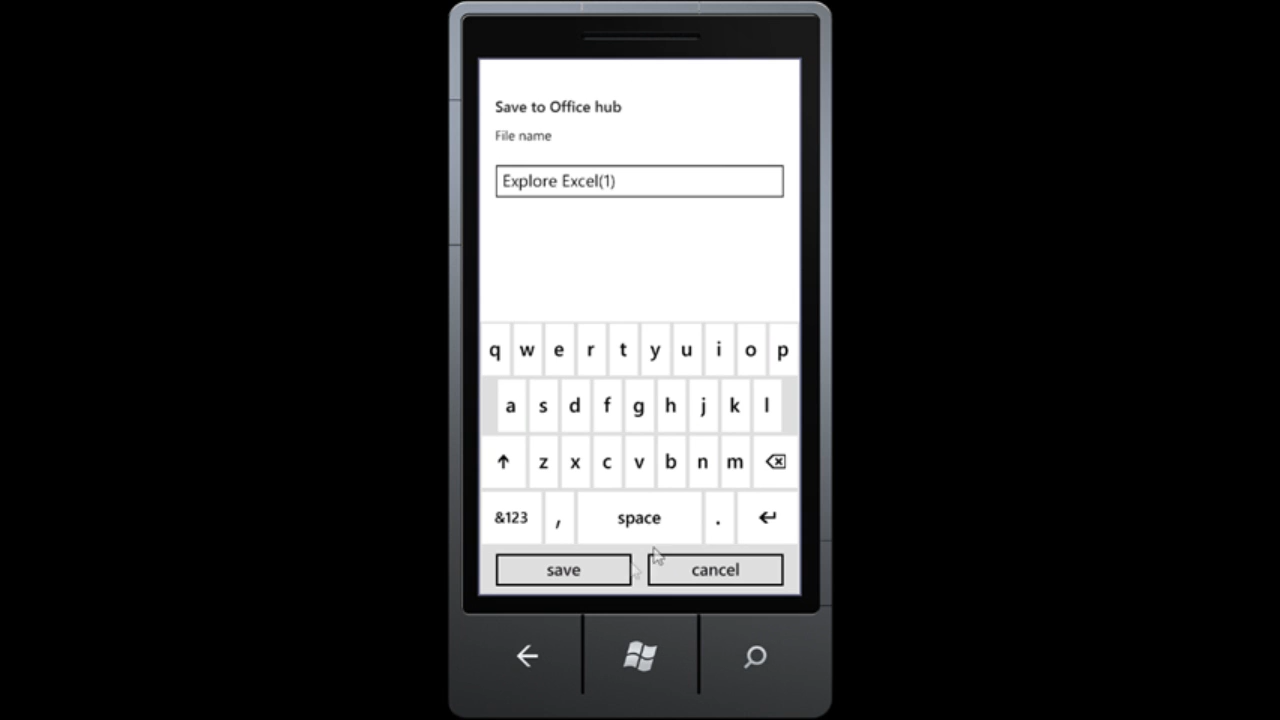 Save to Office hub
File name
Explore Excel(1)
q w e r t y u i o p
a s d f g h j k l
z x c v b n m
&123 , space .
save cancel